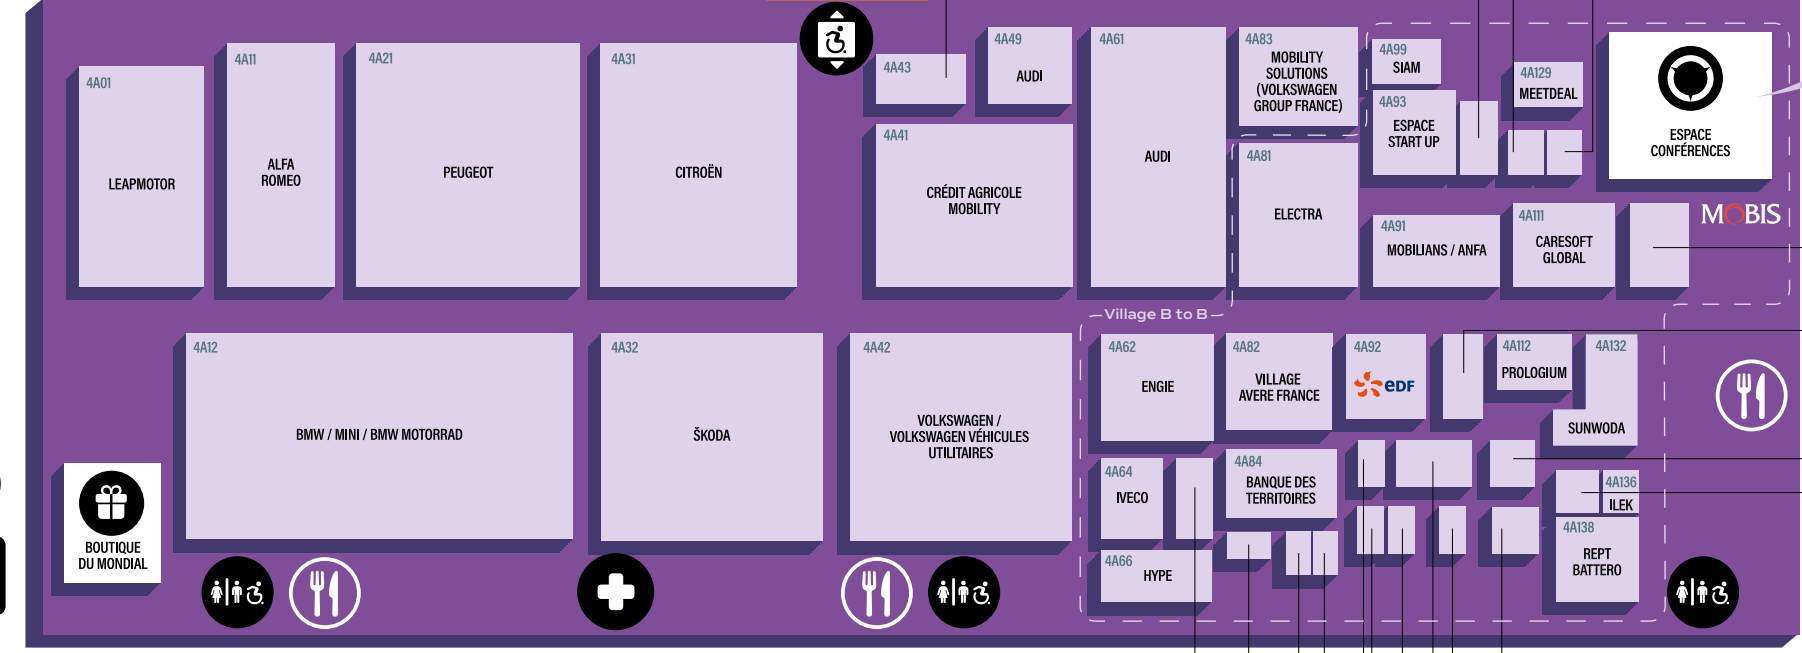 4A01
LEAPMOTOR
4A11
ALFA
ROMEO
4A21
PEUGEOT
4A31
CITROËN
4A43
4A49
AUDI
4A41
CRÉDIT AGRICOLE
MOBILITY
4A61
AUDI
4A83
MOBILITY
SOLUTIONS
(VOLKSWAGEN
GROUP FRANCE)
4A81
ELECTRA
4A99
SIAM
4A93
ESPACE
START UP
4A129
MEETDEAL
ESPACE
CONFÉRENCES
4A91
MOBILIANS / ANFA
4A111
CARESOFT
GLOBAL
MOBIS
Village B to B
4A12
BMW / MINI / BMW MOTORRAD
4A32
ŠKODA
4A42
VOLKSWAGEN /
VOLKSWAGEN VÉHICULES
UTILITAIRES
4A62
ENGIE
4A82
VILLAGE
AVERE FRANCE
4A92
eDF
4A112
PROLOGIUM
4A132
SUNWODA
4A64
IVECO
4A84
BANQUE DES
TERRITOIRES
4A136
ILEK
4A138
REPT
BATTERO
4A66
HYPE
BOUTIQUE
DU MONDIAL